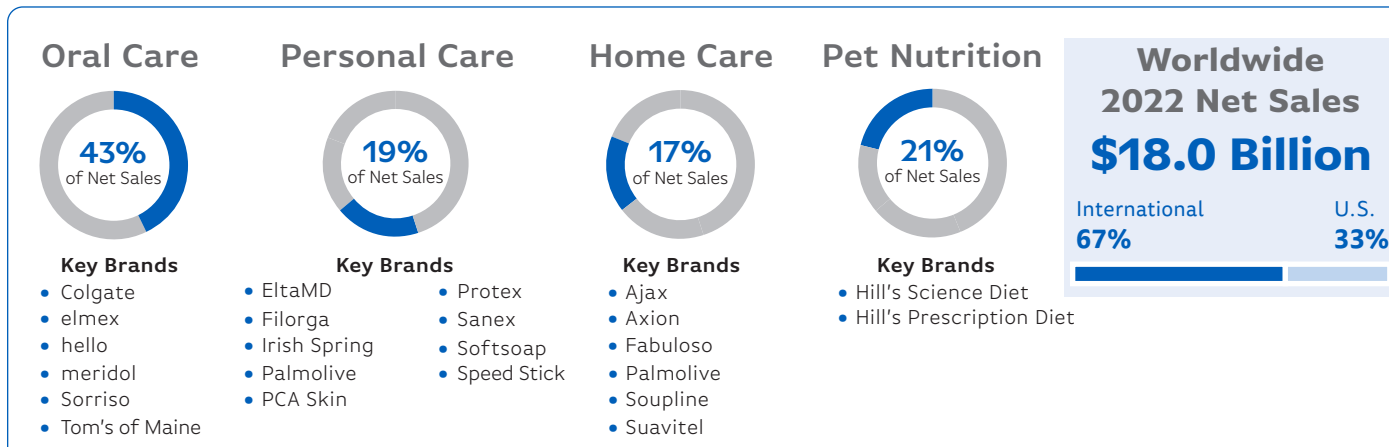 Oral Care
43%
of Net Sales
Key Brands
• Colgate
• elmex
• hello
• meridol
• Sorriso
• Tom's of Maine
Personal Care
19%
of Net Sales
Key Brands
• EltaMD
• Filorga
• Irish Spring
• Palmolive
• PCA Skin
• Protex
• Sanex
• Softsoap
• Speed Stick
Home Care
17%
of Net Sales
Key Brands
• Ajax
• Axion
• Fabuloso
• Palmolive
• Soupline
• Suavitel
Pet Nutrition
21%
of Net Sales
Key Brands
• Hill's Science Diet
• Hill's Prescription Diet
Worldwide
2022 Net Sales
$18.0 Billion
International U.S.
67% 33%